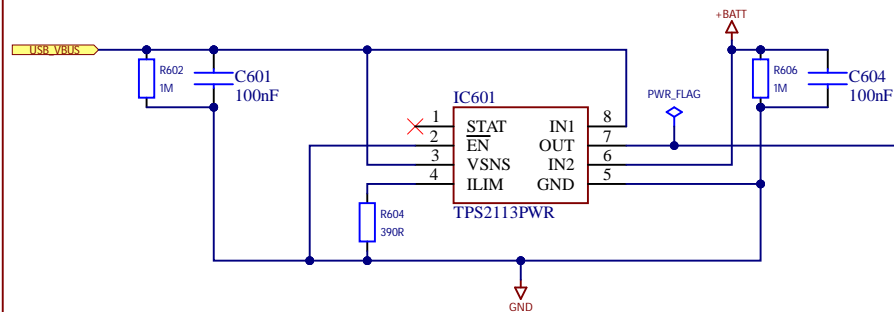 +BATT
USB_VBUS
R602
1M
C601
100nF
R606
1M
C604
100nF
PWR_FLAG
IC601
1 STAT IN1 8
2 EN OUT 7
3 VSNS IN2 6
4 ILIM GND 5
TPS2113PWR
R604
390R
GND